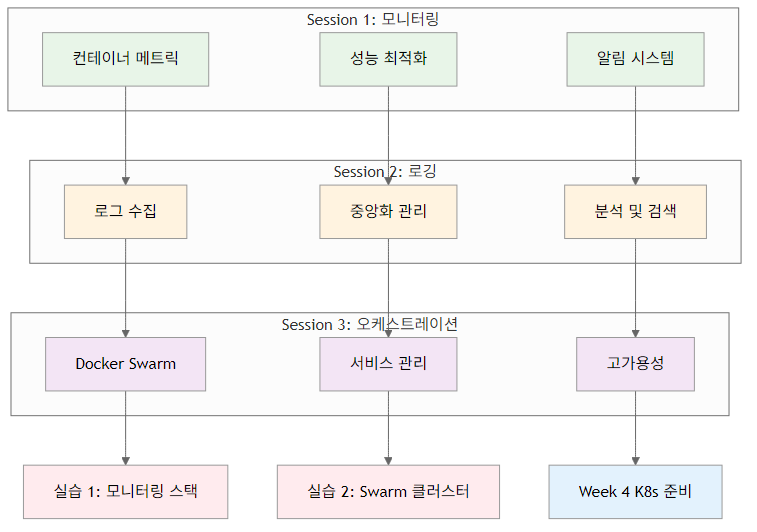 Session 1: 모니터링
컨테이너 메트릭
성능 최적화
알림 시스템
Session 2: 로깅
로그 수집
중앙화 관리
분석 및 검색
Session 3: 오케스트레이션
Docker Swarm
서비스 관리
고가용성
실습 1: 모니터링 스택
실습 2: Swarm 클러스터
Week 4 K8s 준비